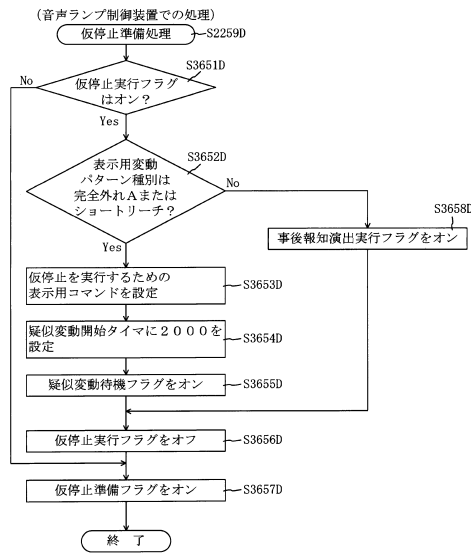 (音声ランプ制御装置での処理)
仮停止準備処理
S2259D
S3651D
No
仮停止実行フラグ
はオン?
Yes
S3652D
表示用変動
パターン種別は
完全外れAまたは
ショートリーチ?
No
Yes
S3658D
事後報知演出実行フラグをオン
仮停止を実行するための
表示用コマンドを設定
S3653D
疑似変動開始タイマに2000を
設定
S3654D
疑似変動待機フラグをオン
S3655D
仮停止実行フラグをオフ
S3656D
仮停止準備フラグをオン
S3657D
終 了